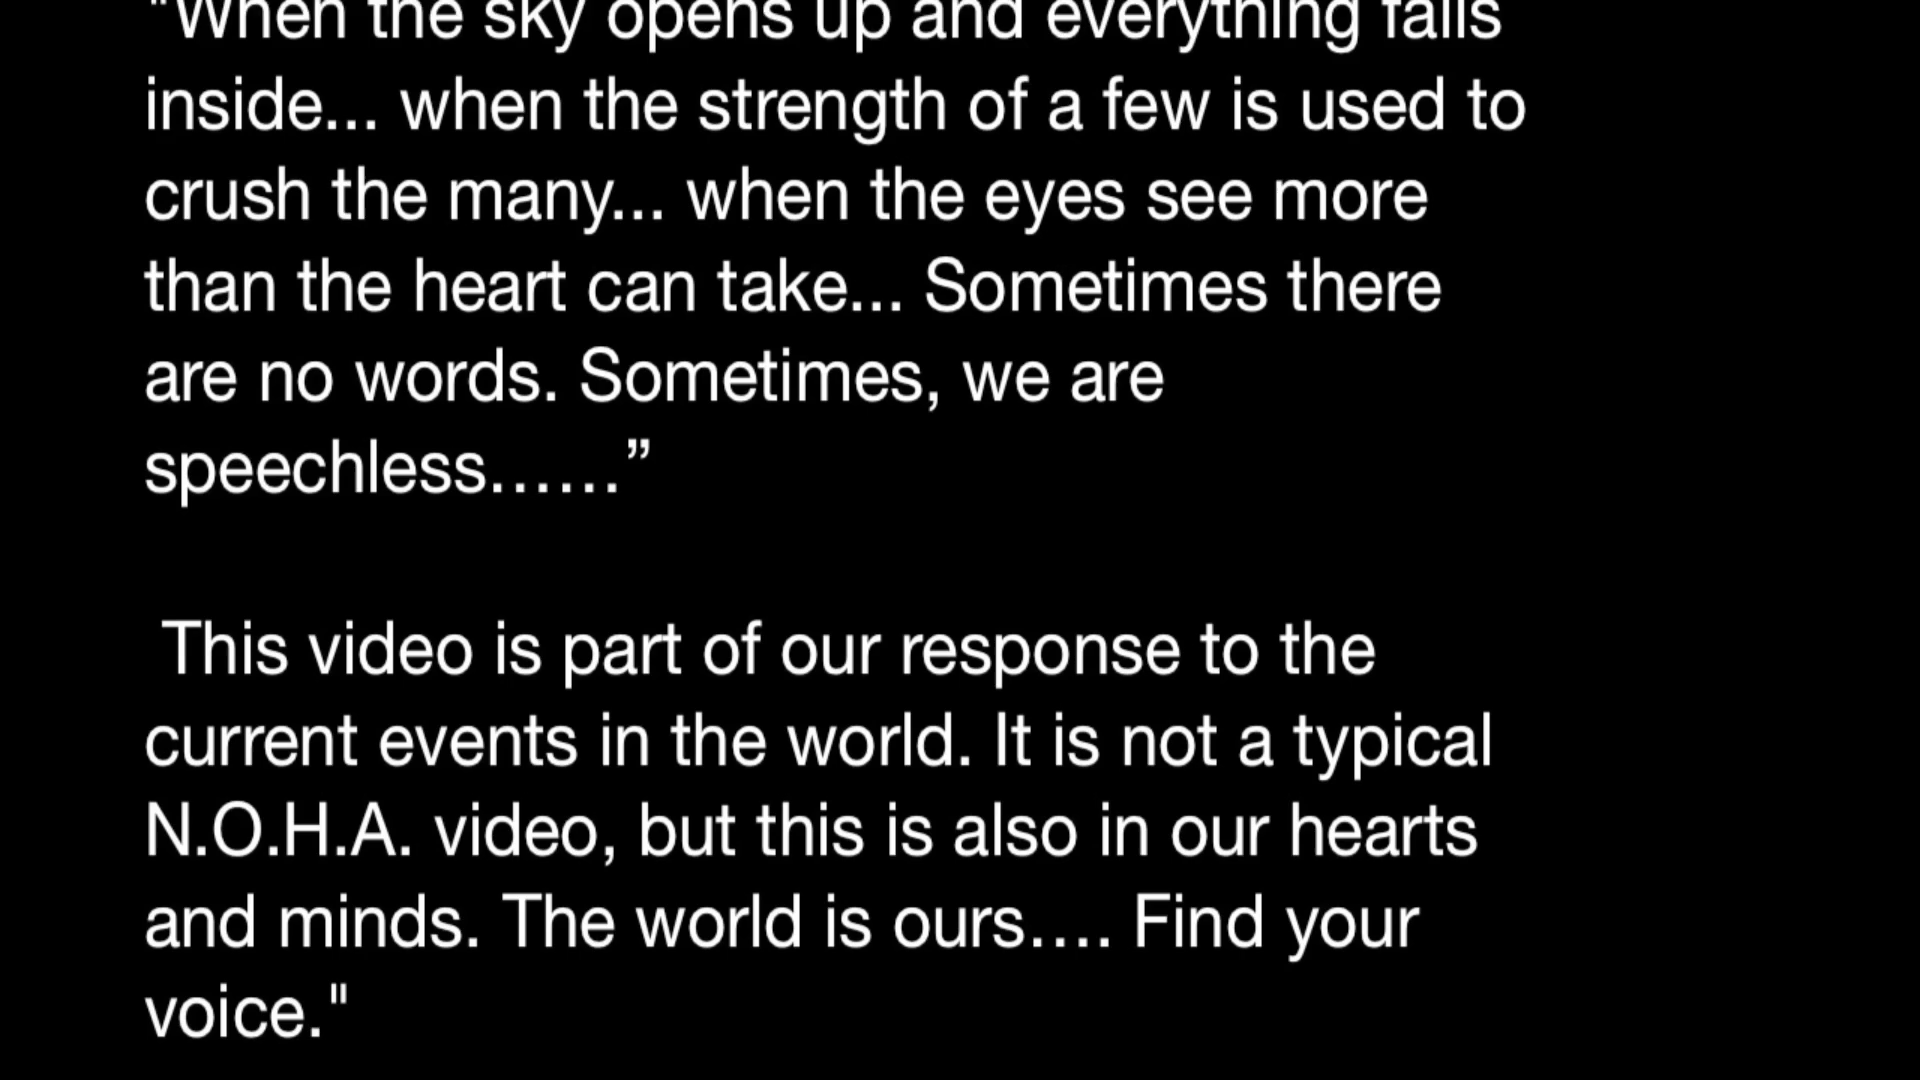 "When the sky opens up and everything falls
inside... when the strength of a few is used to
crush the many... when the eyes see more
than the heart can take... Sometimes there
are no words. Sometimes, we are
speechless……”
This video is part of our response to the
current events in the world. It is not a typical
N.O.H.A. video, but this is also in our hearts
and minds. The world is ours…. Find your
voice."